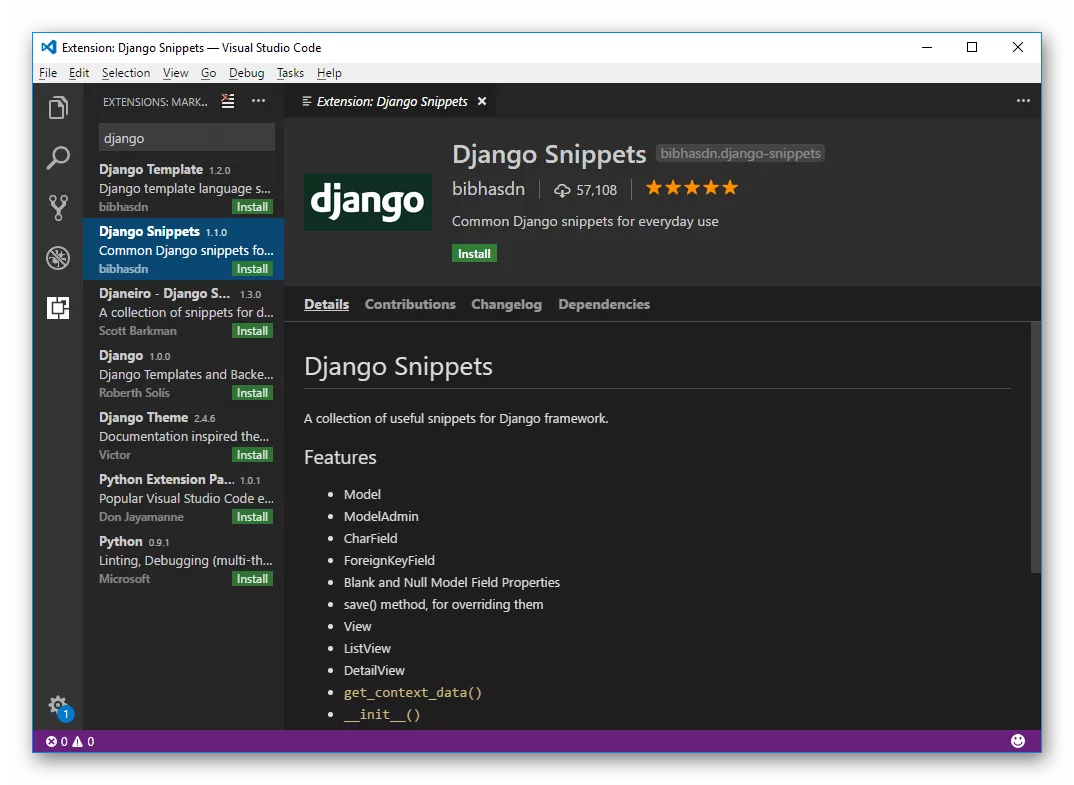 Extension: Django Snippets — Visual Studio Code
File Edit Selection View Go Debug Tasks Help
EXTENSIONS: MARK...
django
Django Template 1.2.0
Django template language s...
bibhasdn Install
Django Snippets 1.1.0
Common Django snippets fo...
bibhasdn Install
Djaneiro - Django S... 1.3.0
A collection of snippets for d...
Scott Barkman Install
Django 1.0.0
Django Templates and Backe...
Roberth Solís Install
Django Theme 2.4.6
Documentation inspired the...
Victor Install
Python Extension Pa... 1.0.1
Popular Visual Studio Code e...
Don Jayamanne Install
Python 0.9.1
Linting, Debugging (multi-th...
Microsoft Install
1
Extension: Django Snippets
django
Django Snippets bibhasdn.django-snippets
bibhasdn 57,108
Common Django snippets for everyday use
Install
Details Contributions Changelog Dependencies
Django Snippets
A collection of useful snippets for Django framework.
Features
Model
ModelAdmin
CharField
ForeignKeyField
Blank and Null Model Field Properties
save() method, for overriding them
View
ListView
DetailView
get_context_data()
__init__()
0 0